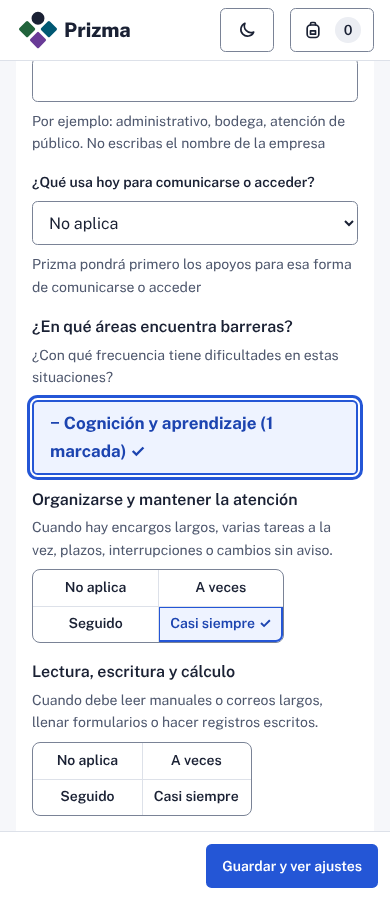 Prizma
0
Por ejemplo: administrativo, bodega, atención de
público. No escribas el nombre de la empresa
¿Qué usa hoy para comunicarse o acceder?
No aplica
Prizma pondrá primero los apoyos para esa forma
de comunicarse o acceder
¿En qué áreas encuentra barreras?
¿Con qué frecuencia tiene dificultades en estas
situaciones?
− Cognición y aprendizaje (1
marcada) ✓
Organizarse y mantener la atención
Cuando hay encargos largos, varias tareas a la
vez, plazos, interrupciones o cambios sin aviso.
No aplica A veces
Seguido Casi siempre ✓
Lectura, escritura y cálculo
Cuando debe leer manuales o correos largos,
llenar formularios o hacer registros escritos.
No aplica A veces
Seguido Casi siempre
Guardar y ver ajustes